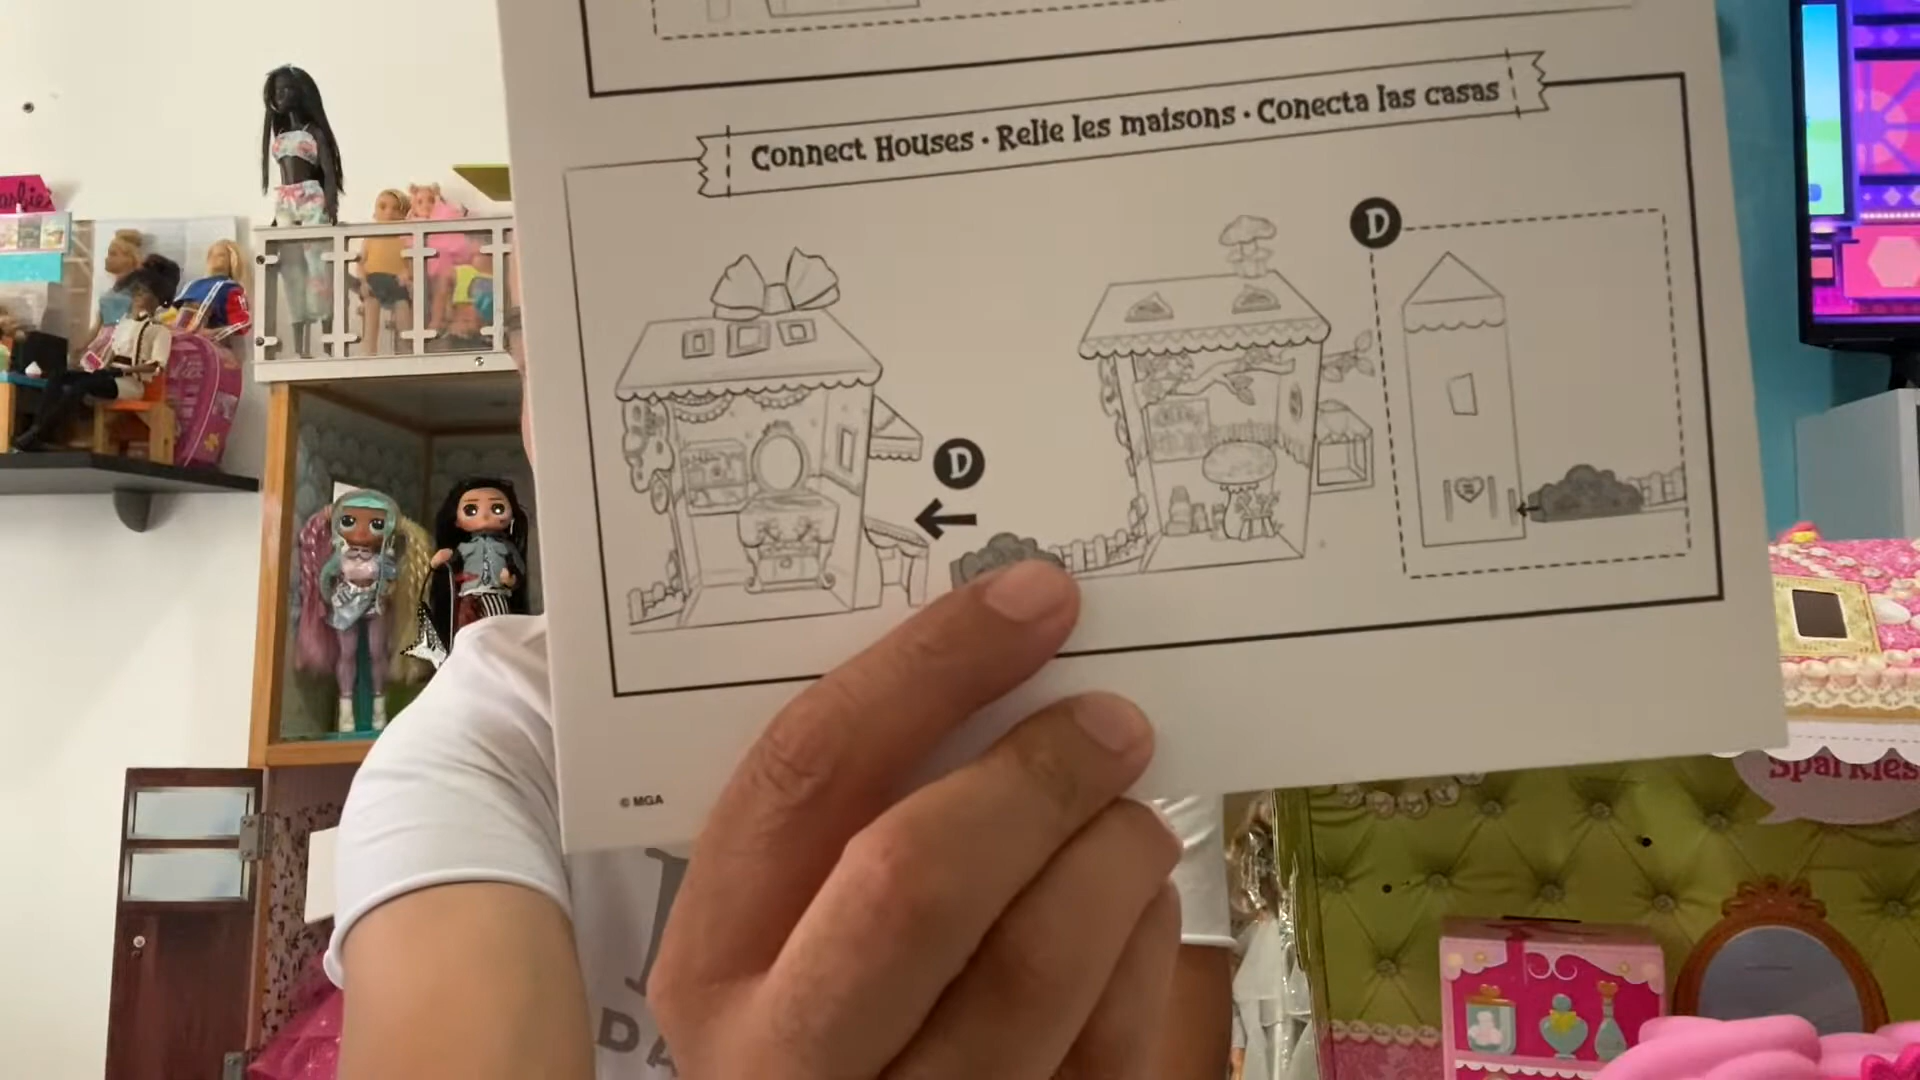 Connect Houses · Relie les maisons · Conecta las casas
D
D
© MGA
Sparkles